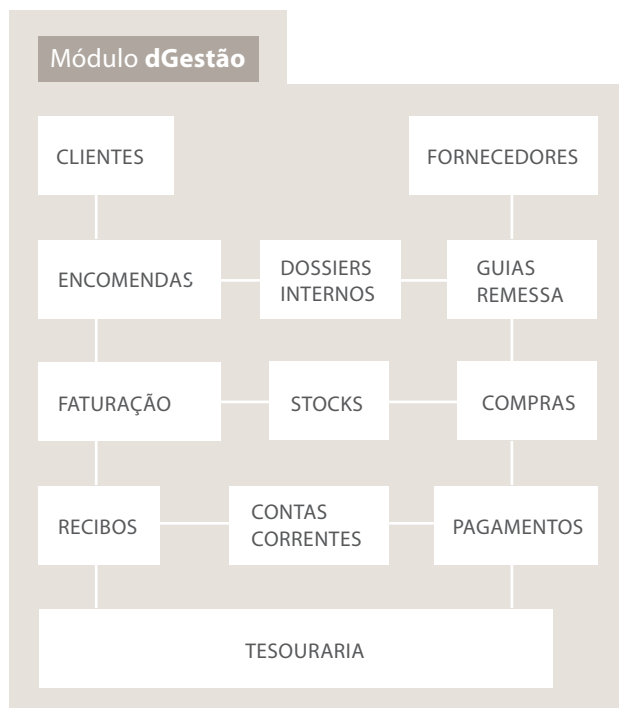 Módulo dGestão
CLIENTES
FORNECEDORES
ENCOMENDAS
DOSSIERS
INTERNOS
GUIAS
REMESSA
FATURAÇÃO
STOCKS
COMPRAS
RECIBOS
CONTAS
CORRENTES
PAGAMENTOS
TESOURARIA